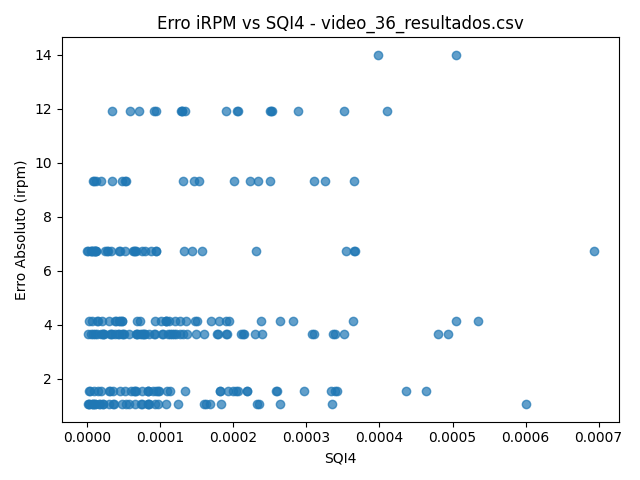 Erro iRPM vs SQI4 - video_36_resultados.csv
Erro Absoluto (irpm)
14
12
10
8
6
4
2
0.0000 0.0001 0.0002 0.0003 0.0004 0.0005 0.0006 0.0007
SQI4